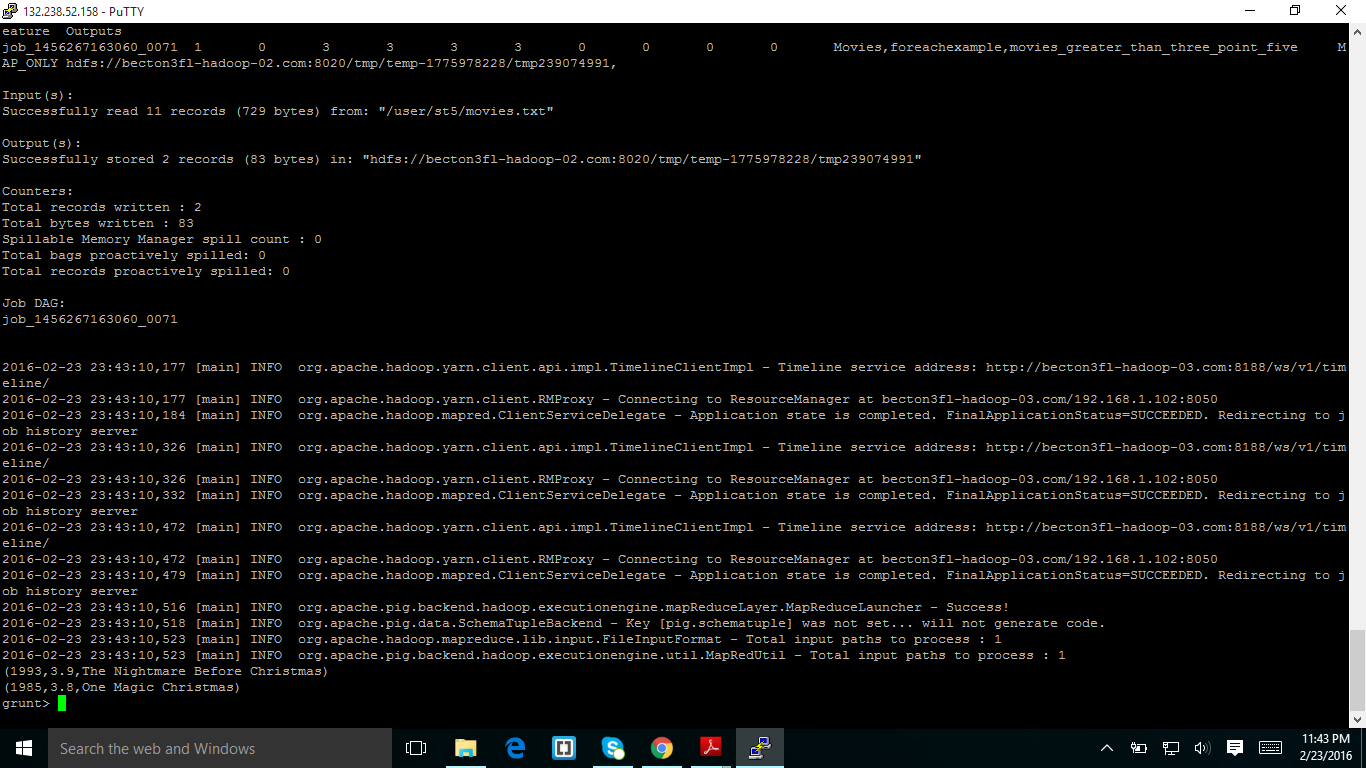 132.238.52.158 - PuTTY
eature  Outputs
job_1456267163060_0071  1       0       3       3       3       3       0       0       0       0       Movies,foreachexample,movies_greater_than_three_point_five     M
AP_ONLY hdfs://becton3fl-hadoop-02.com:8020/tmp/temp-1775978228/tmp239074991,
Input(s):
Successfully read 11 records (729 bytes) from: "/user/st5/movies.txt"
Output(s):
Successfully stored 2 records (83 bytes) in: "hdfs://becton3fl-hadoop-02.com:8020/tmp/temp-1775978228/tmp239074991"
Counters:
Total records written : 2
Total bytes written : 83
Spillable Memory Manager spill count : 0
Total bags proactively spilled: 0
Total records proactively spilled: 0
Job DAG:
job_1456267163060_0071
2016-02-23 23:43:10,177 [main] INFO  org.apache.hadoop.yarn.client.api.impl.TimelineClientImpl - Timeline service address: http://becton3fl-hadoop-03.com:8188/ws/v1/tim
eline/
2016-02-23 23:43:10,177 [main] INFO  org.apache.hadoop.yarn.client.RMProxy - Connecting to ResourceManager at becton3fl-hadoop-03.com/192.168.1.102:8050
2016-02-23 23:43:10,184 [main] INFO  org.apache.hadoop.mapred.ClientServiceDelegate - Application state is completed. FinalApplicationStatus=SUCCEEDED. Redirecting to j
ob history server
2016-02-23 23:43:10,326 [main] INFO  org.apache.hadoop.yarn.client.api.impl.TimelineClientImpl - Timeline service address: http://becton3fl-hadoop-03.com:8188/ws/v1/tim
eline/
2016-02-23 23:43:10,326 [main] INFO  org.apache.hadoop.yarn.client.RMProxy - Connecting to ResourceManager at becton3fl-hadoop-03.com/192.168.1.102:8050
2016-02-23 23:43:10,332 [main] INFO  org.apache.hadoop.mapred.ClientServiceDelegate - Application state is completed. FinalApplicationStatus=SUCCEEDED. Redirecting to j
ob history server
2016-02-23 23:43:10,472 [main] INFO  org.apache.hadoop.yarn.client.api.impl.TimelineClientImpl - Timeline service address: http://becton3fl-hadoop-03.com:8188/ws/v1/tim
eline/
2016-02-23 23:43:10,472 [main] INFO  org.apache.hadoop.yarn.client.RMProxy - Connecting to ResourceManager at becton3fl-hadoop-03.com/192.168.1.102:8050
2016-02-23 23:43:10,479 [main] INFO  org.apache.hadoop.mapred.ClientServiceDelegate - Application state is completed. FinalApplicationStatus=SUCCEEDED. Redirecting to j
ob history server
2016-02-23 23:43:10,516 [main] INFO  org.apache.pig.backend.hadoop.executionengine.mapReduceLayer.MapReduceLauncher - Success!
2016-02-23 23:43:10,518 [main] INFO  org.apache.pig.data.SchemaTupleBackend - Key [pig.schematuple] was not set... will not generate code.
2016-02-23 23:43:10,523 [main] INFO  org.apache.hadoop.mapreduce.lib.input.FileInputFormat - Total input paths to process : 1
2016-02-23 23:43:10,523 [main] INFO  org.apache.pig.backend.hadoop.executionengine.util.MapRedUtil - Total input paths to process : 1
(1993,3.9,The Nightmare Before Christmas)
(1985,3.8,One Magic Christmas)
grunt>
Search the web and Windows
11:43 PM
2/23/2016